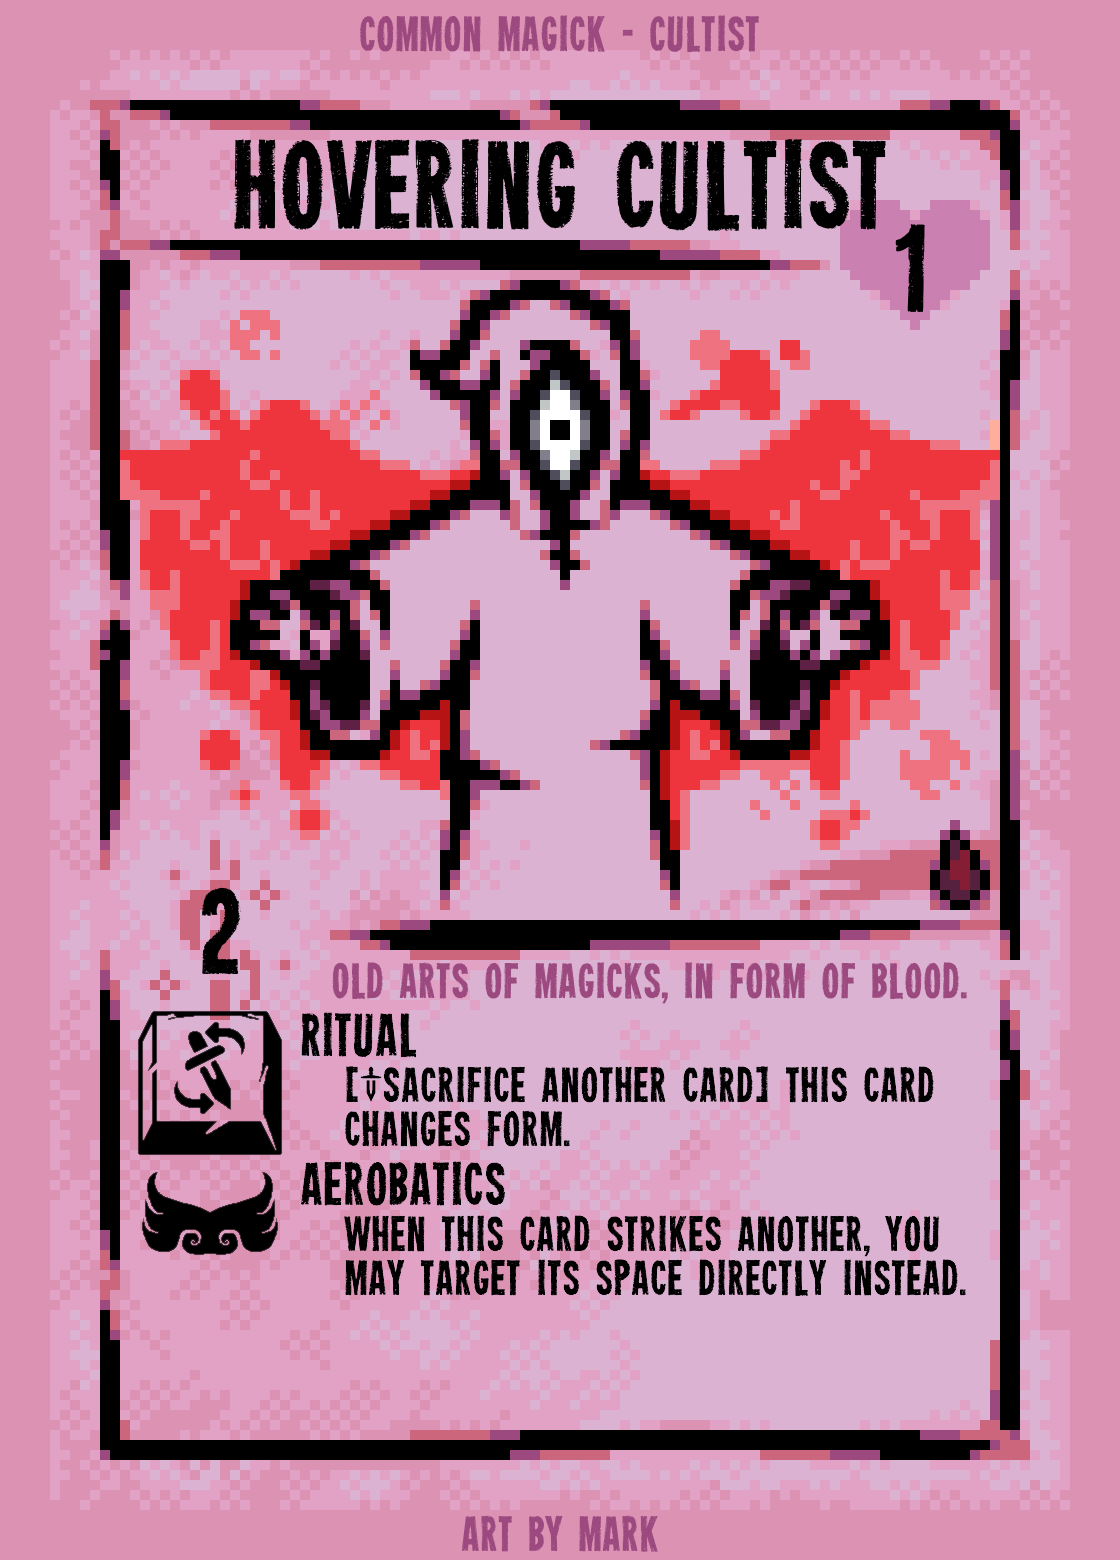 COMMON MAGICK - CULTIST
HOVERING CULTIST
1
2
OLD ARTS OF MAGICKS, IN FORM OF BLOOD.
RITUAL
[SACRIFICE ANOTHER CARD] THIS CARD
CHANGES FORM.
AEROBATICS
WHEN THIS CARD STRIKES ANOTHER, YOU
MAY TARGET ITS SPACE DIRECTLY INSTEAD.
ART BY MARK